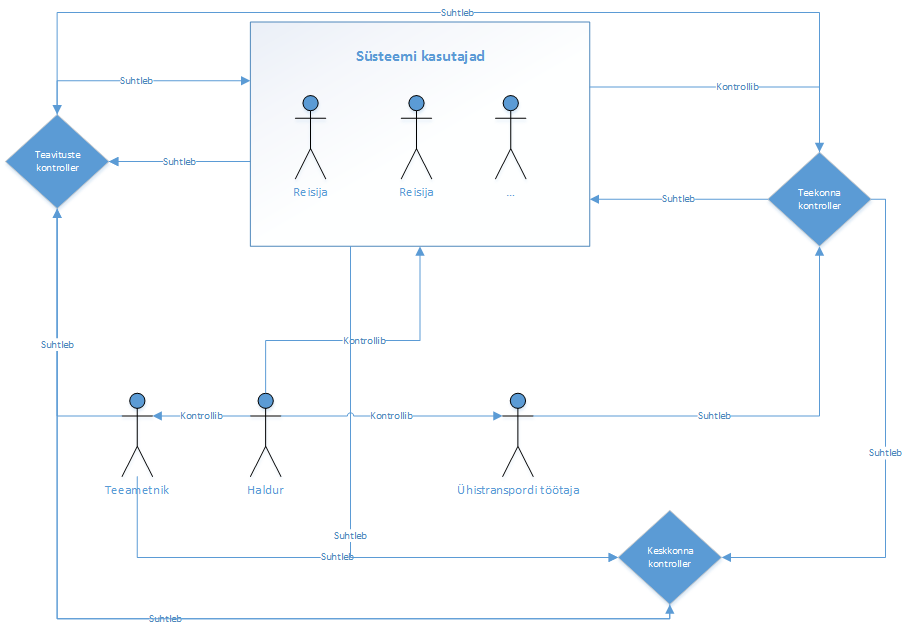 Suhtleb
Süsteemi kasutajad
Suhtleb
Kontrollib
Teavituste
kontroller
Suhtleb
Reisija
Reisija
...
Teekonna
kontroller
Suhtleb
Suhtleb
Kontrollib
Kontrollib
Kontrollib
Suhtleb
Suhtleb
Teeametnik
Haldur
Ühistranspordi töötaja
Suhtleb
Suhtleb
Keskkonna
kontroller
Suhtleb